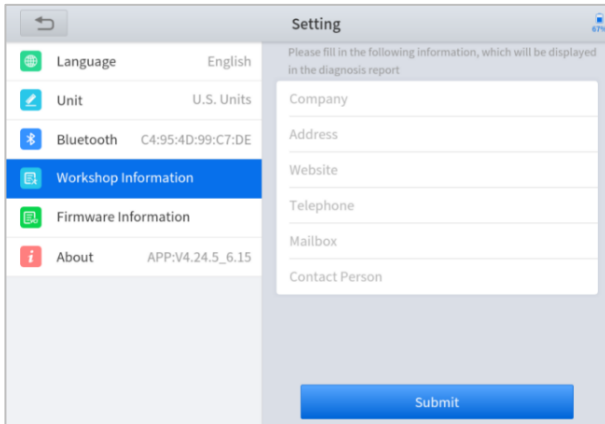 Setting
67%
Language English
Unit U.S. Units
Bluetooth C4:95:4D:99:C7:DE
Workshop Information
Firmware Information
About APP:V4.24.5_6.15
Please fill in the following information, which will be displayed
in the diagnosis report
Company
Address
Website
Telephone
Mailbox
Contact Person
Submit